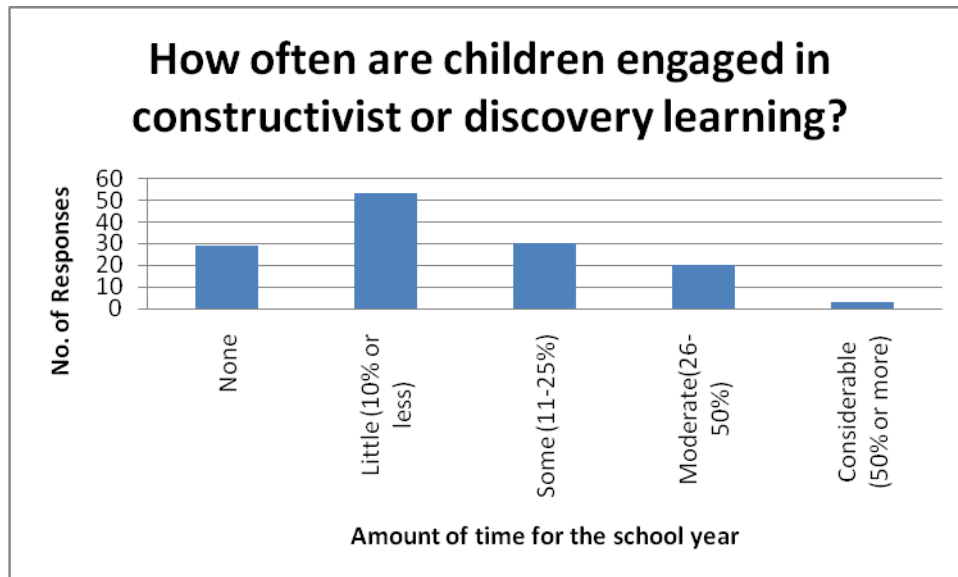 How often are children engaged in
constructivist or discovery learning?
No. of Responses
60
50
40
30
20
10
0
None
Little (10% or
less)
Some (11-25%)
Moderate(26-
50%)
Considerable
(50% or more)
Amount of time for the school year